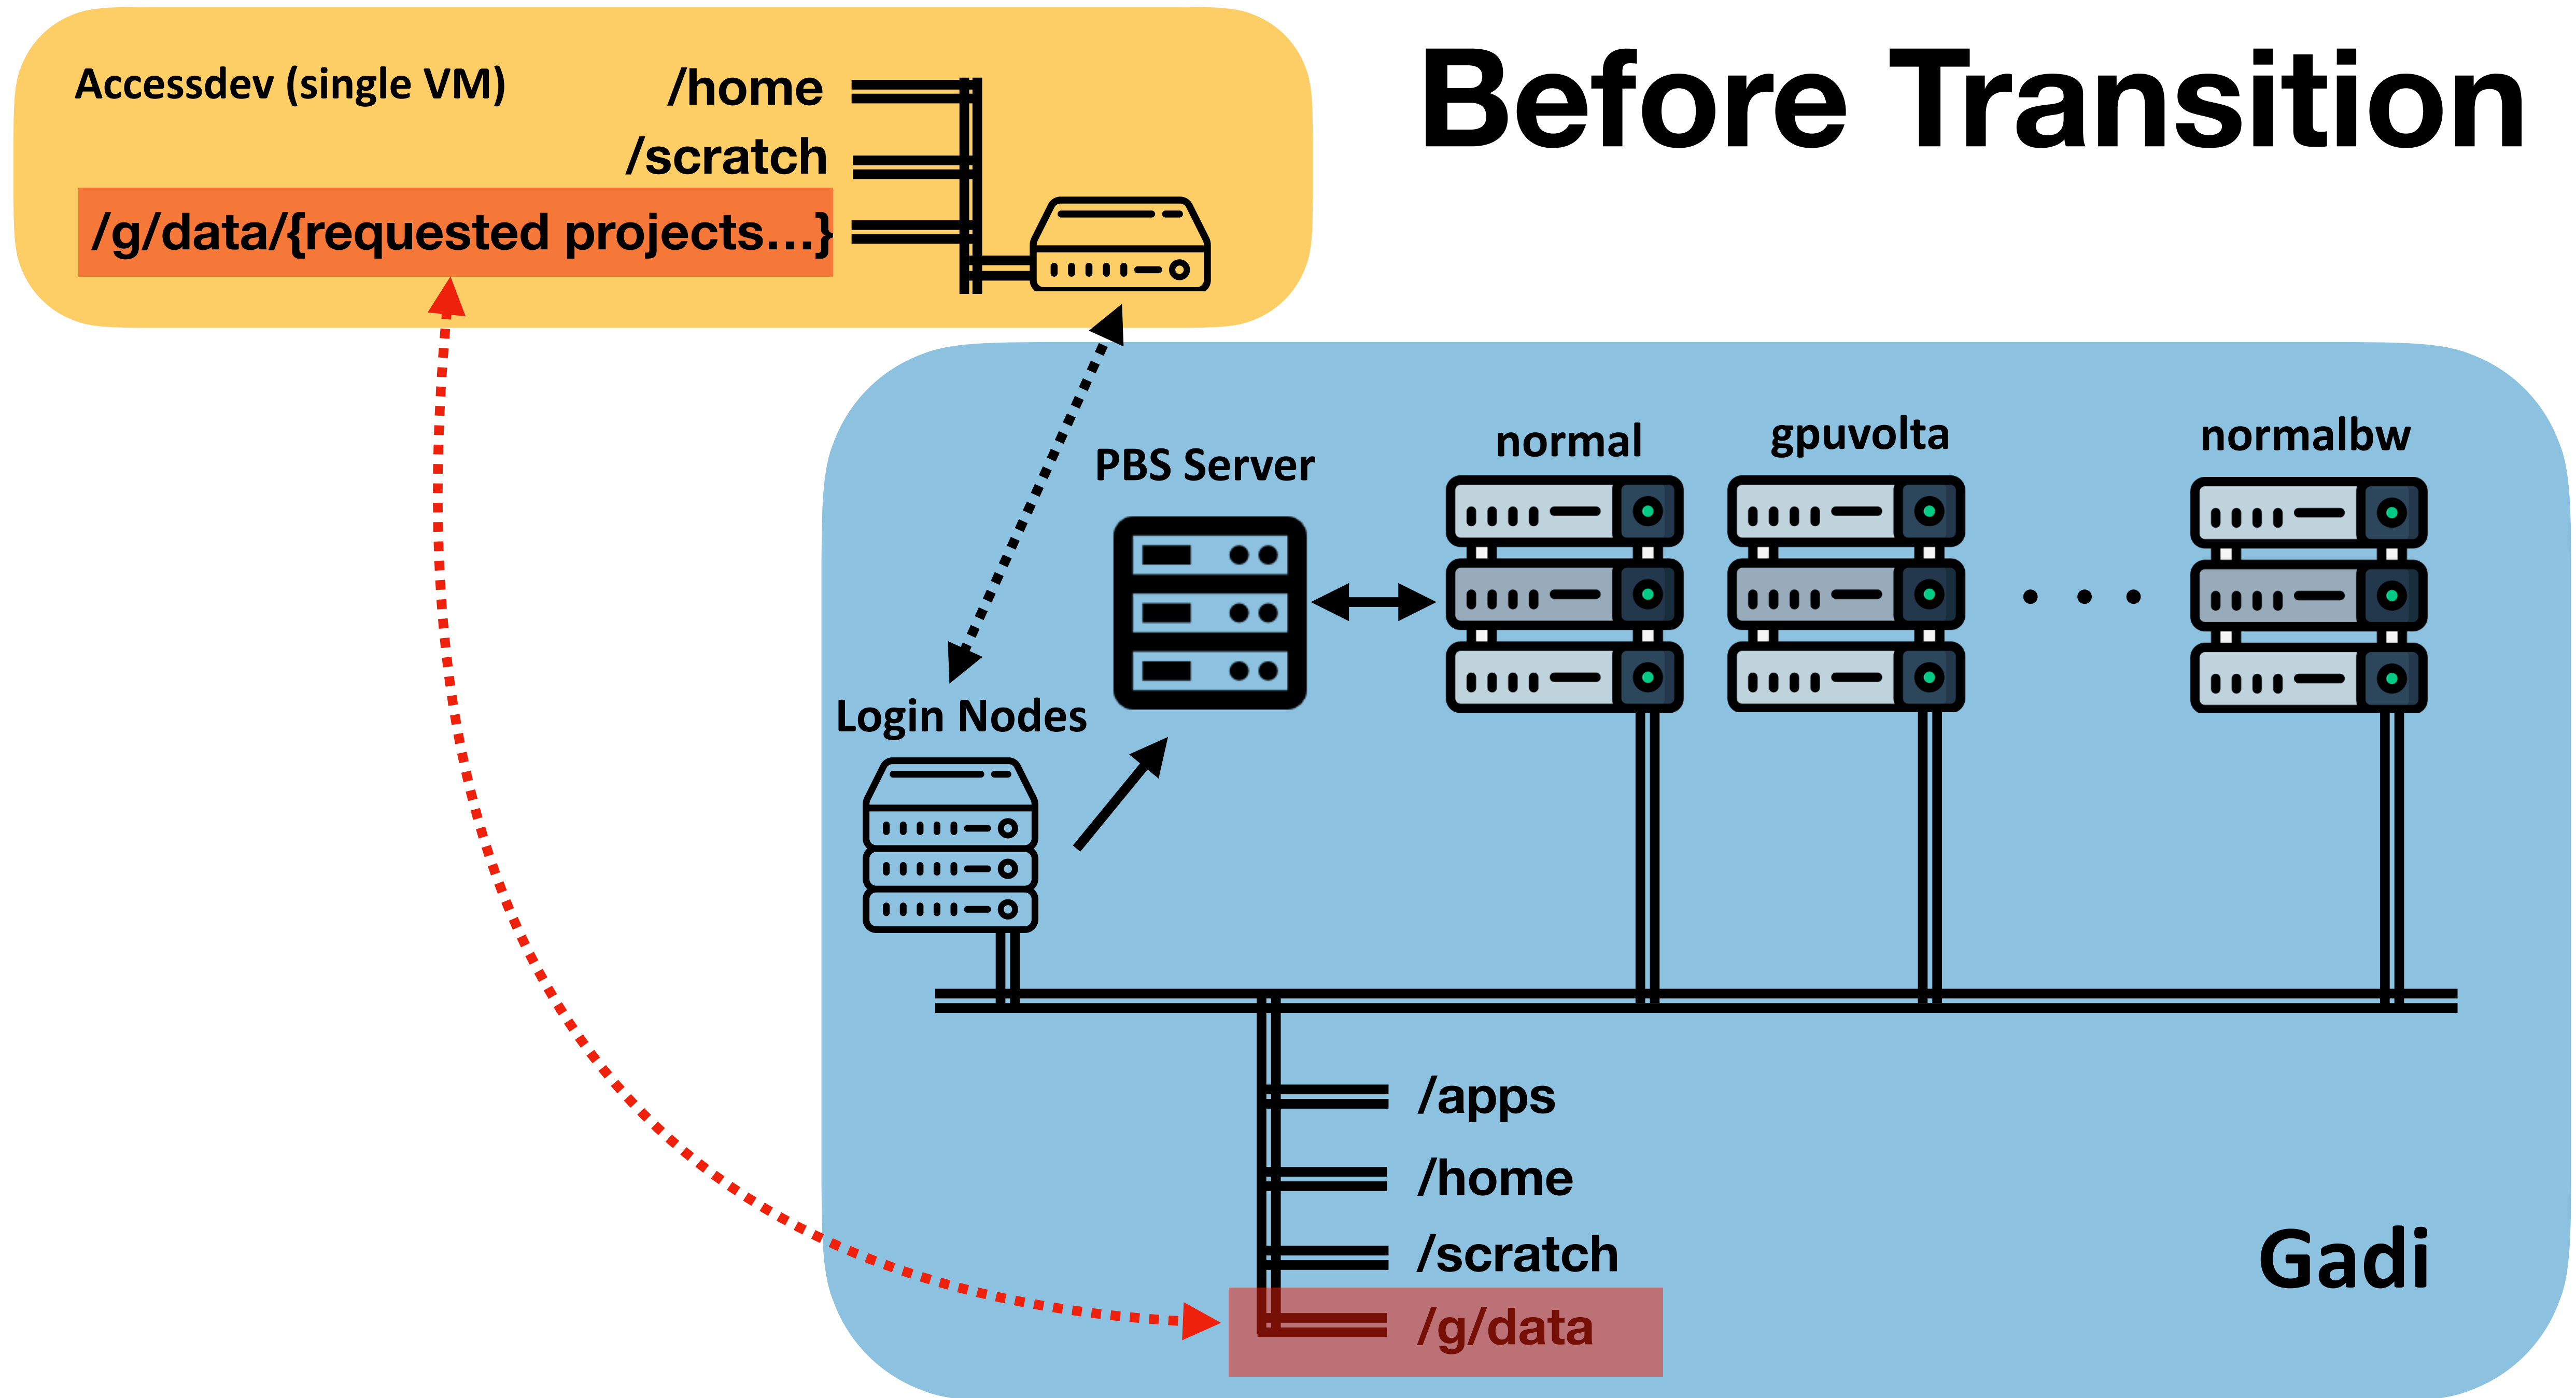 Before Transition
Accessdev (single VM)
/home
/scratch
/g/data/{requested projects...}
PBS Server
normal
gpuvolta
normalbw
Login Nodes
/apps
/home
/scratch
/g/data
Gadi